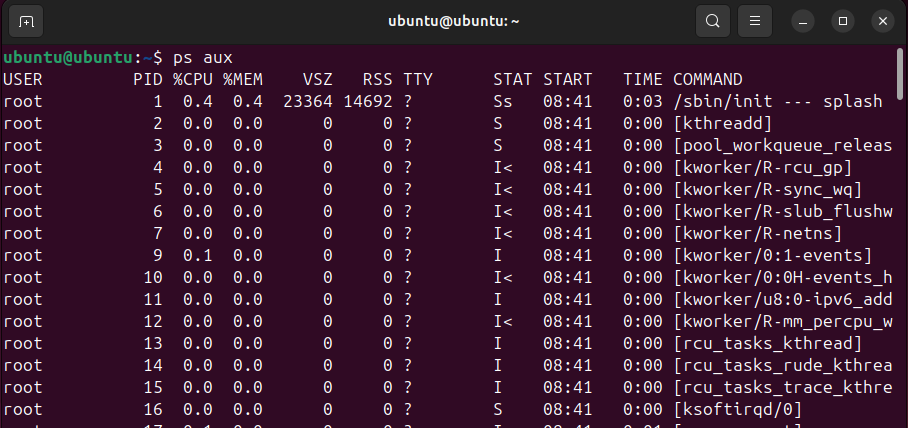 ubuntu@ubuntu: ~
ubuntu@ubuntu:~$ ps aux
USER PID %CPU %MEM VSZ RSS TTY STAT START TIME COMMAND
root 1 0.4 0.4 23364 14692 ? Ss 08:41 0:03 /sbin/init --- splash
root 2 0.0 0.0 0 0 ? S 08:41 0:00 [kthreadd]
root 3 0.0 0.0 0 0 ? S 08:41 0:00 [pool_workqueue_releas
root 4 0.0 0.0 0 0 ? I< 08:41 0:00 [kworker/R-rcu_gp]
root 5 0.0 0.0 0 0 ? I< 08:41 0:00 [kworker/R-sync_wq]
root 6 0.0 0.0 0 0 ? I< 08:41 0:00 [kworker/R-slub_flushw
root 7 0.0 0.0 0 0 ? I< 08:41 0:00 [kworker/R-netns]
root 9 0.1 0.0 0 0 ? I 08:41 0:00 [kworker/0:1-events]
root 10 0.0 0.0 0 0 ? I< 08:41 0:00 [kworker/0:0H-events_h
root 11 0.0 0.0 0 0 ? I 08:41 0:00 [kworker/u8:0-ipv6_add
root 12 0.0 0.0 0 0 ? I< 08:41 0:00 [kworker/R-mm_percpu_w
root 13 0.0 0.0 0 0 ? I 08:41 0:00 [rcu_tasks_kthread]
root 14 0.0 0.0 0 0 ? I 08:41 0:00 [rcu_tasks_rude_kthrea
root 15 0.0 0.0 0 0 ? I 08:41 0:00 [rcu_tasks_trace_kthre
root 16 0.0 0.0 0 0 ? S 08:41 0:00 [ksoftirqd/0]